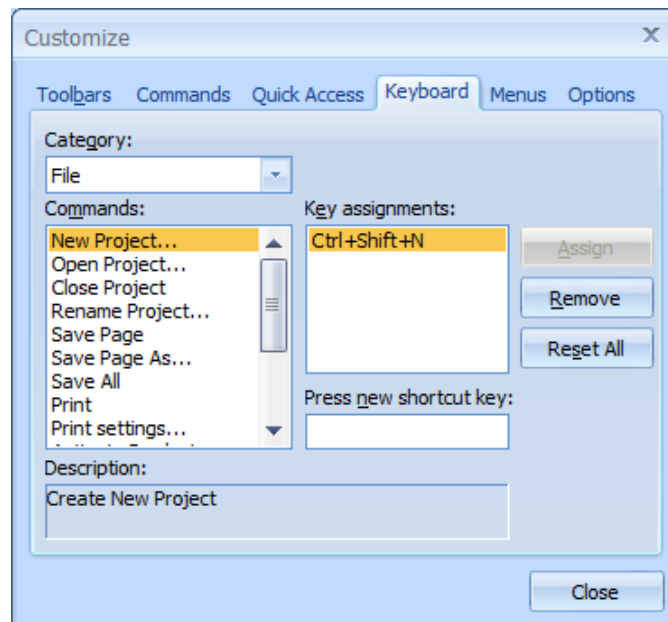 Customize
Toolbars Commands Quick Access Keyboard Menus Options
Category:
File
Commands:
New Project...
Open Project...
Close Project
Rename Project...
Save Page
Save Page As...
Save All
Print
Print settings...
Key assignments:
Ctrl+Shift+N
Press new shortcut key:
Assign
Remove
Reset All
Description:
Create New Project
Close